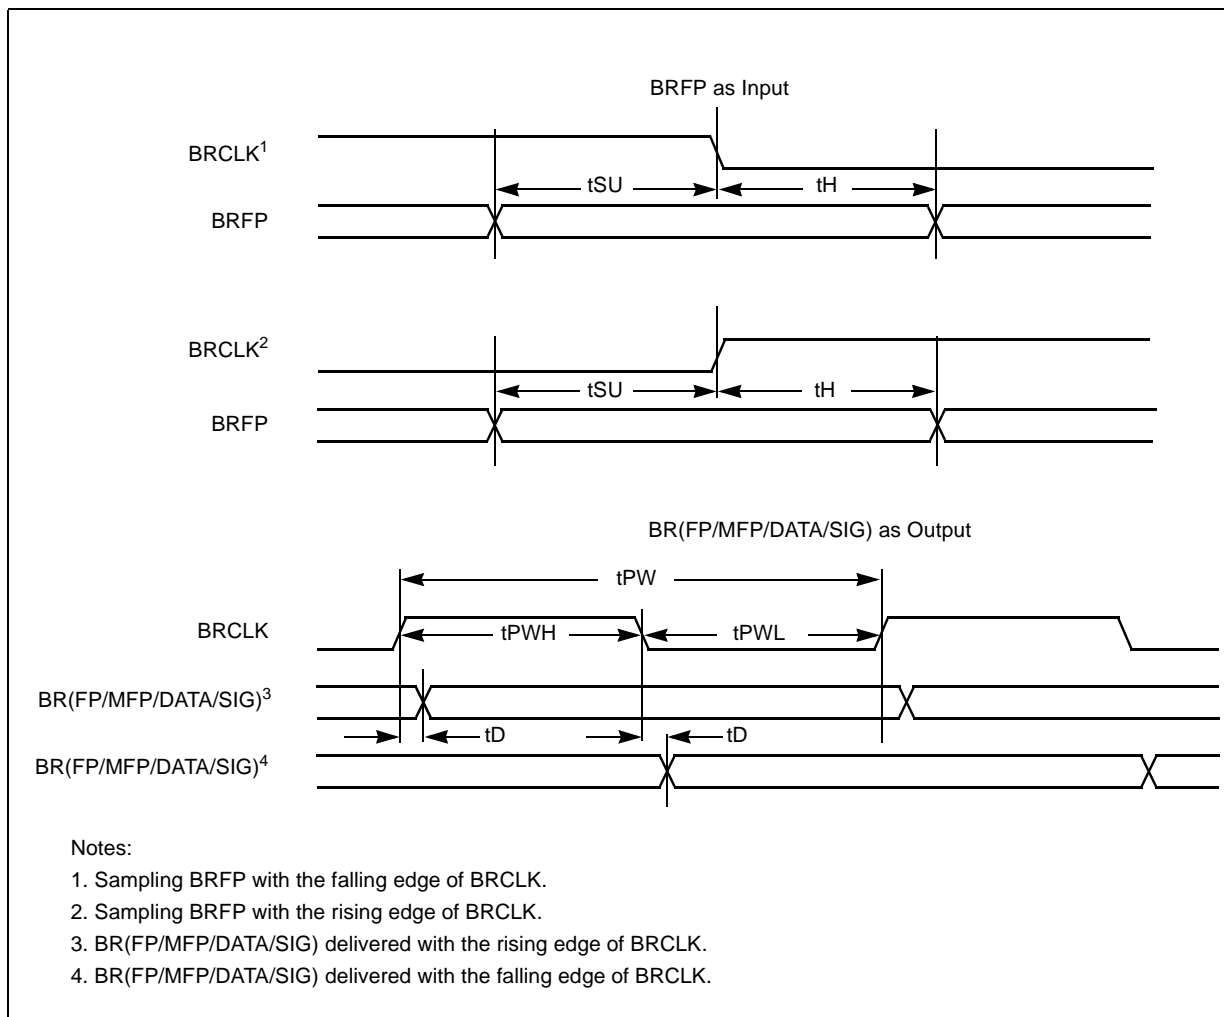 BRFP as Input
BRCLK1
tSU tH
BRFP
BRCLK2
tSU tH
BRFP
BR(FP/MFP/DATA/SIG) as Output
tPW
BRCLK tPWH tPWL
BR(FP/MFP/DATA/SIG)3
tD tD
BR(FP/MFP/DATA/SIG)4
Notes:
1. Sampling BRFP with the falling edge of BRCLK.
2. Sampling BRFP with the rising edge of BRCLK.
3. BR(FP/MFP/DATA/SIG) delivered with the rising edge of BRCLK.
4. BR(FP/MFP/DATA/SIG) delivered with the falling edge of BRCLK.